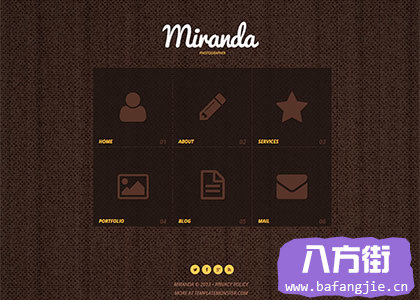 Miranda
PHOTOGRAPHER
HOME 01
ABOUT 02
SERVICES 03
PORTFOLIO 04
BLOG 05
MAIL 06
MIRANDA © 2013 • PRIVACY POLICY
MORE AT TEMPLATEMONSTER.COM
八方街
www.bafangjie.cn